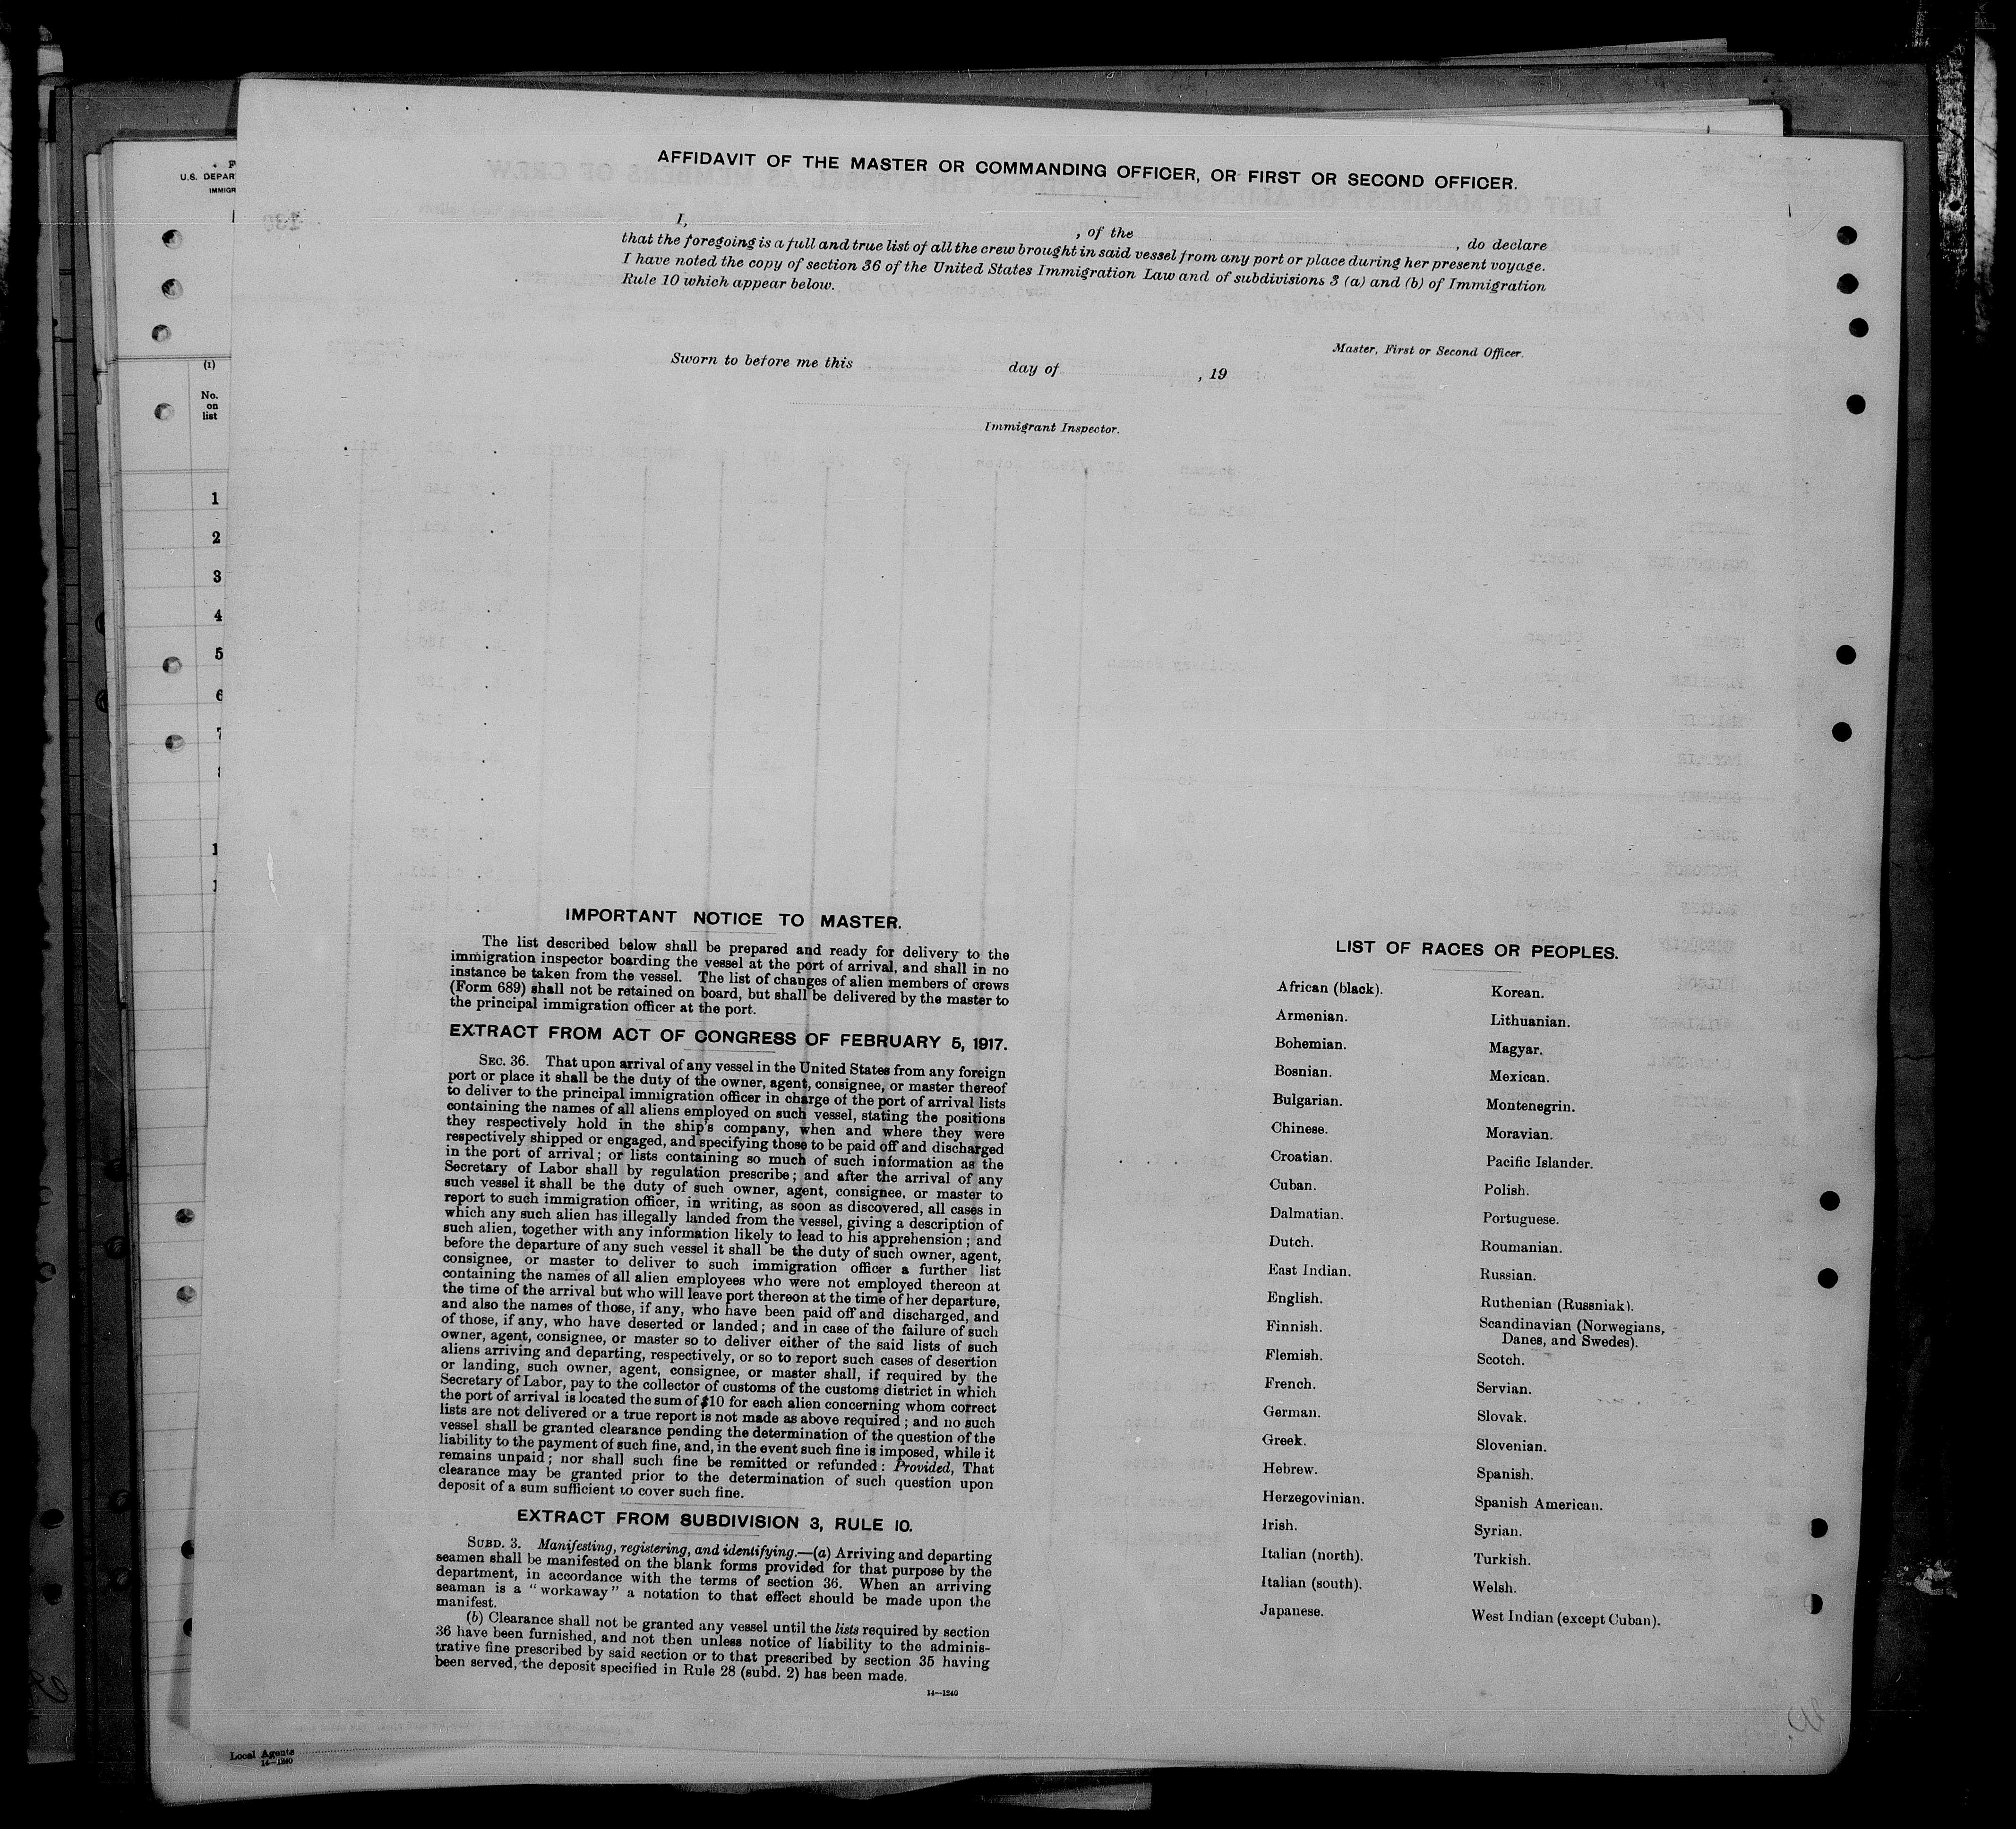 AFFIDAVIT OF THE MASTER OR COMMANDING OFFICER, OR FIRST OR SECOND OFFICER.
I, , of the , do declare
that the foregoing is a full and true list of all the crew brought in said vessel from any port or place during her present voyage.
I have noted the copy of section 36 of the United States Immigration Law and of subdivisions 3 (a) and (b) of Immigration
Rule 10 which appear below.
Master, First or Second Officer.
Sworn to before me this day of , 19
Immigrant Inspector.
U.S. DEPAR
IMMIGR
(1)
No.
on
list
1
2
3
4
5
6
7
IMPORTANT NOTICE TO MASTER.
The list described below shall be prepared and ready for delivery to the
immigration inspector boarding the vessel at the port of arrival, and shall in no
instance be taken from the vessel. The list of changes of alien members of crews
(Form 689) shall not be retained on board, but shall be delivered by the master to
the principal immigration officer at the port.
EXTRACT FROM ACT OF CONGRESS OF FEBRUARY 5, 1917.
SEC. 36. That upon arrival of any vessel in the United States from any foreign
port or place it shall be the duty of the owner, agent, consignee, or master thereof
to deliver to the principal immigration officer in charge of the port of arrival lists
containing the names of all aliens employed on such vessel, stating the positions
they respectively hold in the ship's company, when and where they were
respectively shipped or engaged, and specifying those to be paid off and discharged
in the port of arrival; or lists containing so much of such information as the
Secretary of Labor shall by regulation prescribe; and after the arrival of any
such vessel it shall be the duty of such owner, agent, consignee, or master to
report to such immigration officer, in writing, as soon as discovered, all cases in
which any such alien has illegally landed from the vessel, giving a description of
such alien, together with any information likely to lead to his apprehension; and
before the departure of any such vessel it shall be the duty of such owner, agent,
consignee, or master to deliver to such immigration officer a further list
containing the names of all alien employees who were not employed thereon at
the time of the arrival but who will leave port thereon at the time of her departure,
and also the names of those, if any, who have been paid off and discharged, and
of those, if any, who have deserted or landed; and in case of the failure of such
owner, agent, consignee, or master so to deliver either of the said lists of such
aliens arriving and departing, respectively, or so to report such cases of desertion
or landing, such owner, agent, consignee, or master shall, if required by the
Secretary of Labor, pay to the collector of customs of the customs district in which
the port of arrival is located the sum of $10 for each alien concerning whom correct
lists are not delivered or a true report is not made as above required; and no such
vessel shall be granted clearance pending the determination of the question of the
liability to the payment of such fine, and, in the event such fine is imposed, while it
remains unpaid; nor shall such fine be remitted or refunded: Provided, That
clearance may be granted prior to the determination of such question upon
deposit of a sum sufficient to cover such fine.
EXTRACT FROM SUBDIVISION 3, RULE 10.
SUBD. 3. Manifesting, registering, and identifying.—(a) Arriving and departing
seamen shall be manifested on the blank forms provided for that purpose by the
department, in accordance with the terms of section 36. When an arriving
seaman is a "workaway" a notation to that effect should be made upon the
manifest.
(b) Clearance shall not be granted any vessel until the lists required by section
36 have been furnished, and not then unless notice of liability to the adminis-
trative fine prescribed by said section or to that prescribed by section 35 having
been served, the deposit specified in Rule 28 (subd. 2) has been made.
14—1240
LIST OF RACES OR PEOPLES.
African (black).
Armenian.
Bohemian.
Bosnian.
Bulgarian.
Chinese.
Croatian.
Cuban.
Dalmatian.
Dutch.
East Indian.
English.
Finnish.
Flemish.
French.
German.
Greek.
Hebrew.
Herzegovinian.
Irish.
Italian (north).
Italian (south).
Japanese.
Korean.
Lithuanian.
Magyar.
Mexican.
Montenegrin.
Moravian.
Pacific Islander.
Polish.
Portuguese.
Roumanian.
Russian.
Ruthenian (Russniak).
Scandinavian (Norwegians,
Danes, and Swedes).
Scotch.
Servian.
Slovak.
Slovenian.
Spanish.
Spanish American.
Syrian.
Turkish.
Welsh.
West Indian (except Cuban).
Local Agents
14—1240